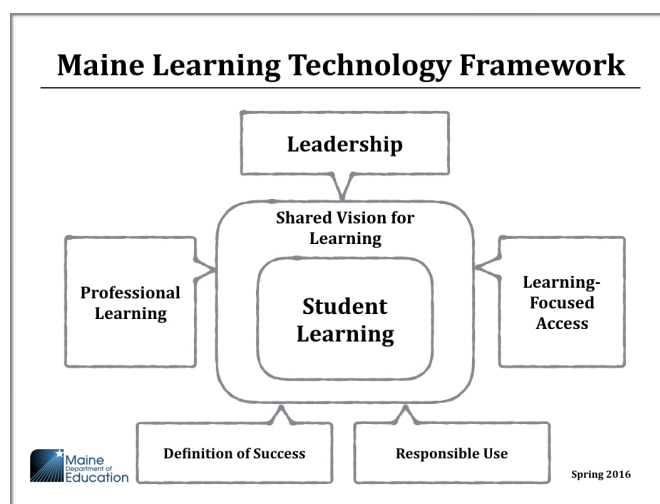 Maine Learning Technology Framework
Leadership
Shared Vision for
Learning
Professional
Learning
Student
Learning
Learning-
Focused
Access
Definition of Success
Responsible Use
Maine
Department of
Education
Spring 2016